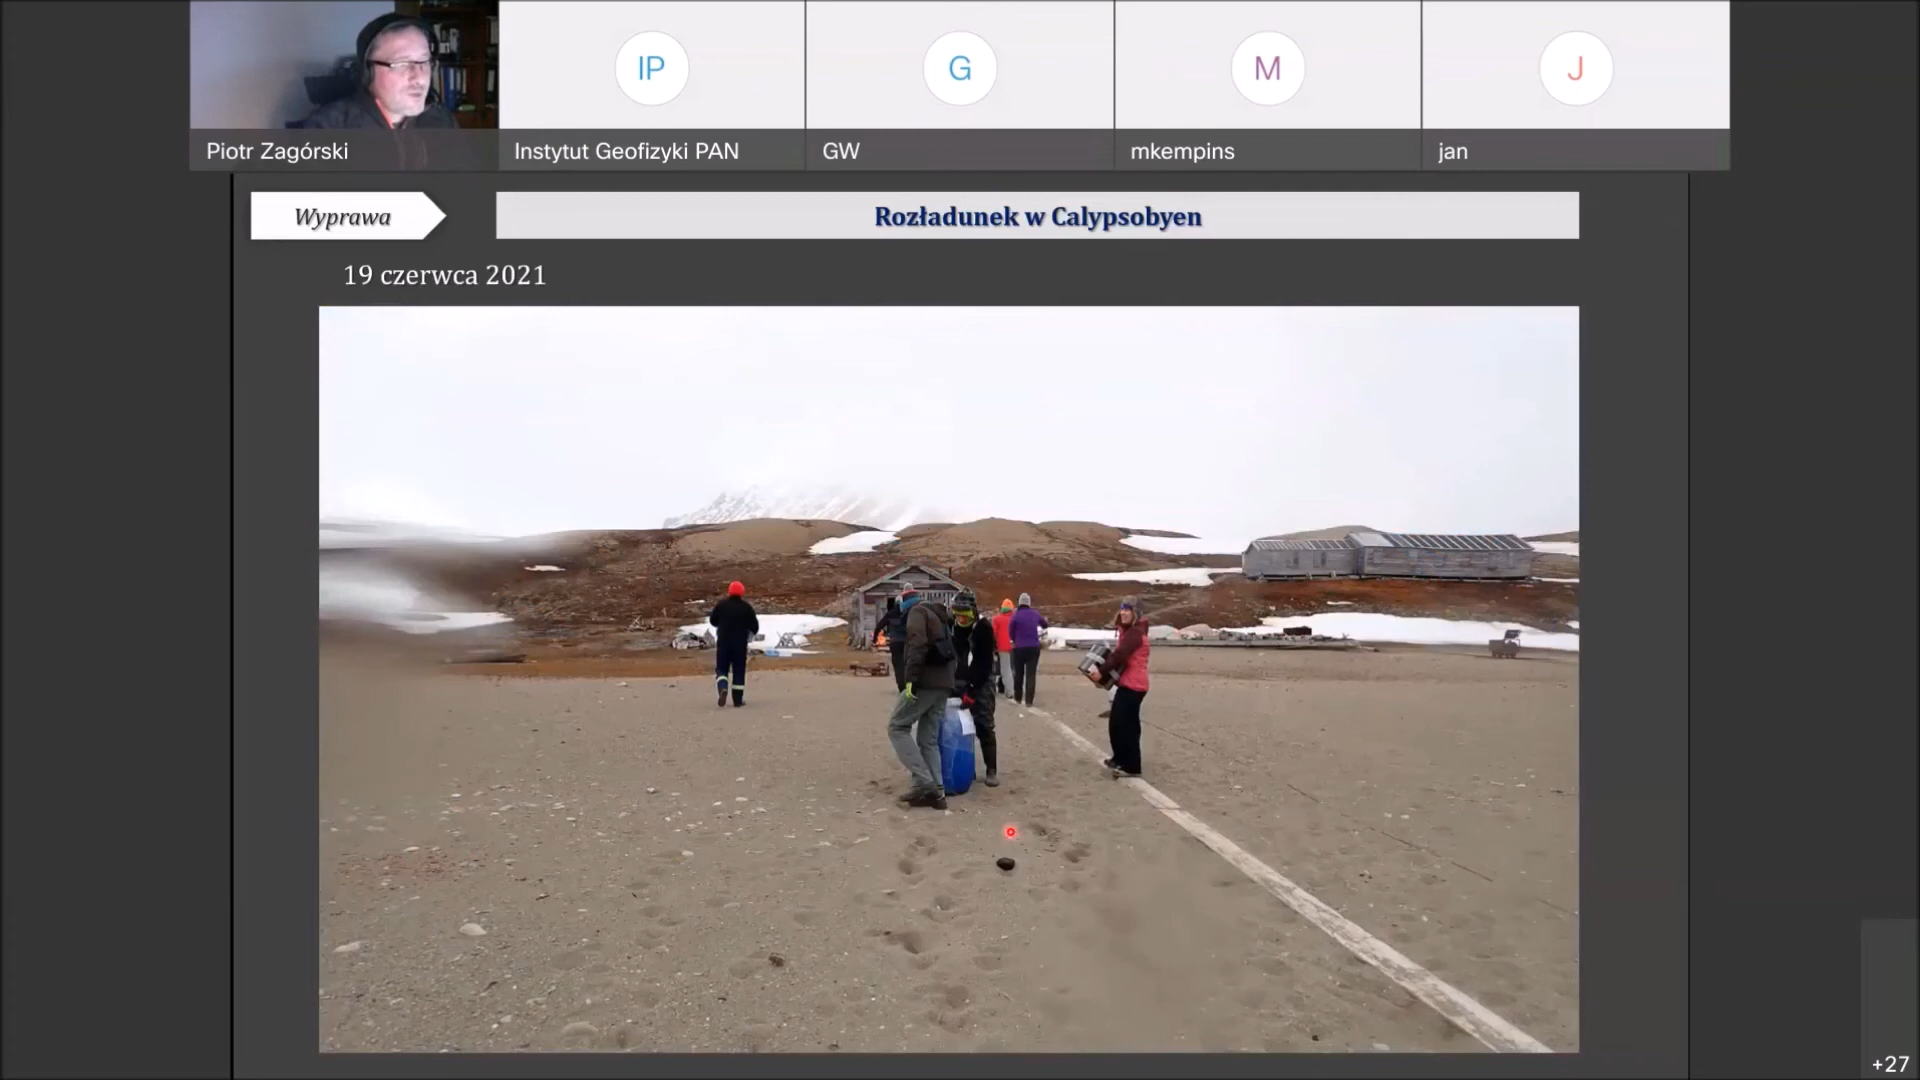 IP
G
M
J
Piotr Zagórski
Instytut Geofizyki PAN
GW
mkempins
jan
Wyprawa
Rozładunek w Calypsobyen
19 czerwca 2021
+27